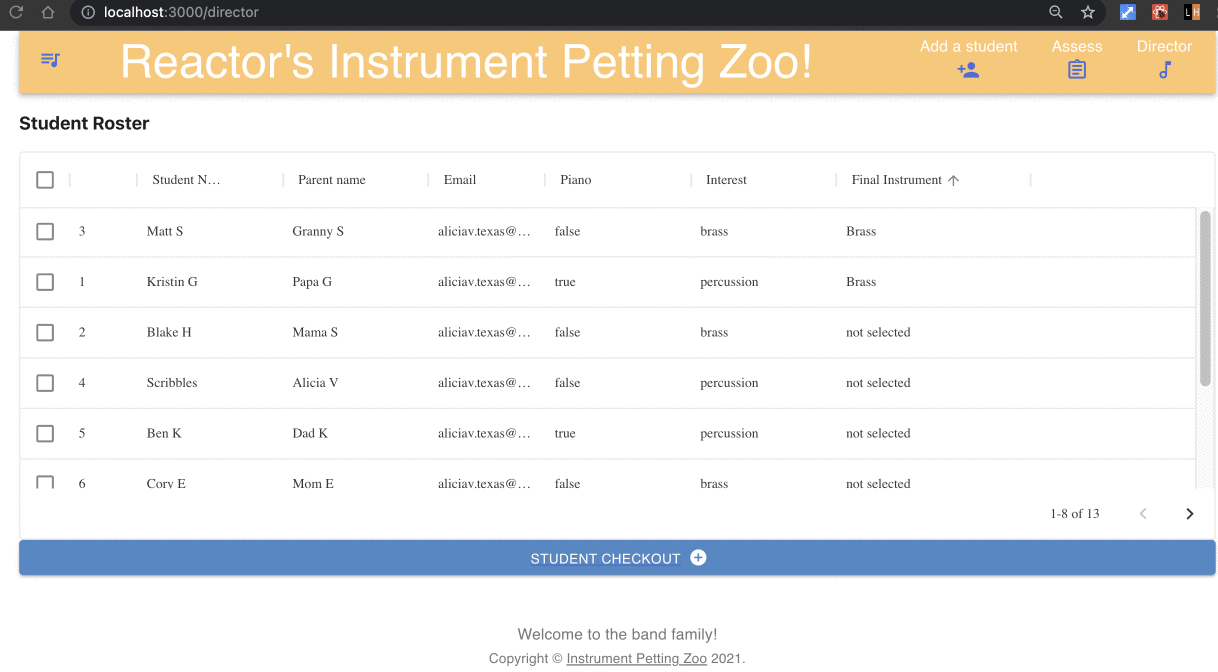 localhost:3000/director
LH
Reactor's Instrument Petting Zoo!
Add a student Assess Director
Student Roster
Student N… Parent name Email Piano Interest Final Instrument
3 Matt S Granny S aliciav.texas@… false brass Brass
1 Kristin G Papa G aliciav.texas@… true percussion Brass
2 Blake H Mama S aliciav.texas@… false brass not selected
4 Scribbles Alicia V aliciav.texas@… false percussion not selected
5 Ben K Dad K aliciav.texas@… true percussion not selected
6 Cory E Mom E aliciav.texas@… false brass not selected
1-8 of 13
STUDENT CHECKOUT
Welcome to the band family!
Copyright © Instrument Petting Zoo 2021.